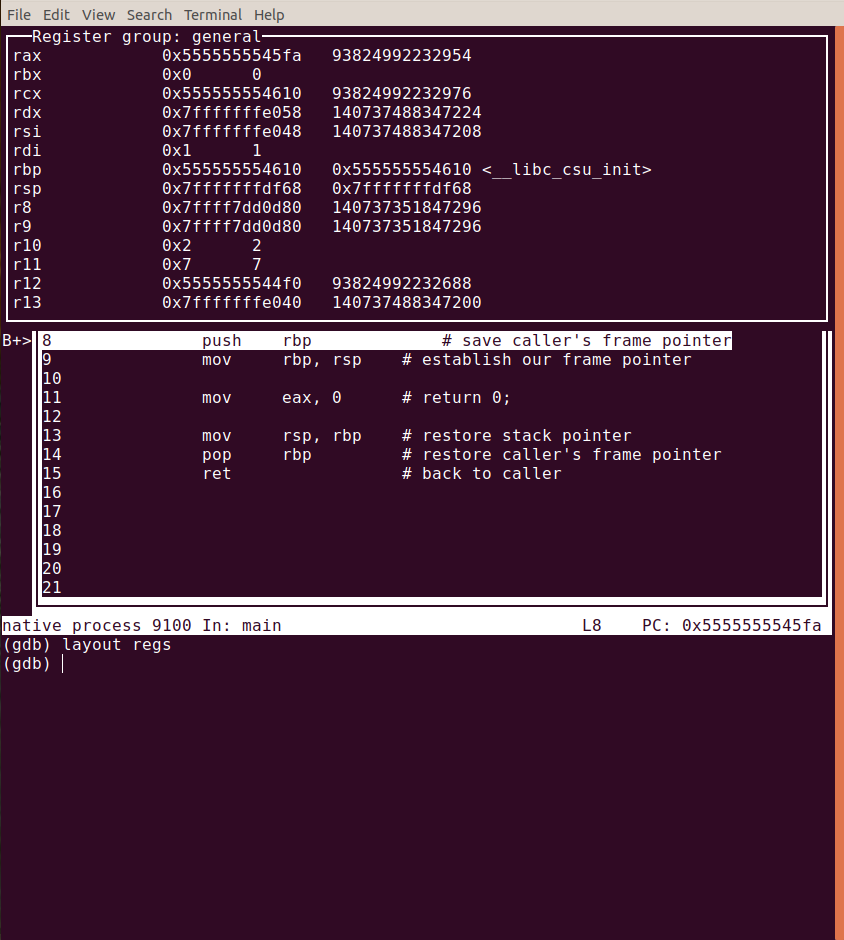 File Edit View Search Terminal Help
Register group: general
rax 0x5555555545fa 93824992232954
rbx 0x0 0
rcx 0x555555554610 93824992232976
rdx 0x7fffffffe058 140737488347224
rsi 0x7fffffffe048 140737488347208
rdi 0x1 1
rbp 0x555555554610 0x555555554610 <__libc_csu_init>
rsp 0x7fffffffdf68 0x7fffffffdf68
r8 0x7ffff7dd0d80 140737351847296
r9 0x7ffff7dd0d80 140737351847296
r10 0x2 2
r11 0x7 7
r12 0x5555555544f0 93824992232688
r13 0x7fffffffe040 140737488347200
B+> 8 push rbp # save caller's frame pointer
9 mov rbp, rsp # establish our frame pointer
10
11 mov eax, 0 # return 0;
12
13 mov rsp, rbp # restore stack pointer
14 pop rbp # restore caller's frame pointer
15 ret # back to caller
16
17
18
19
20
21
native process 9100 In: main L8 PC: 0x5555555545fa
(gdb) layout regs
(gdb)